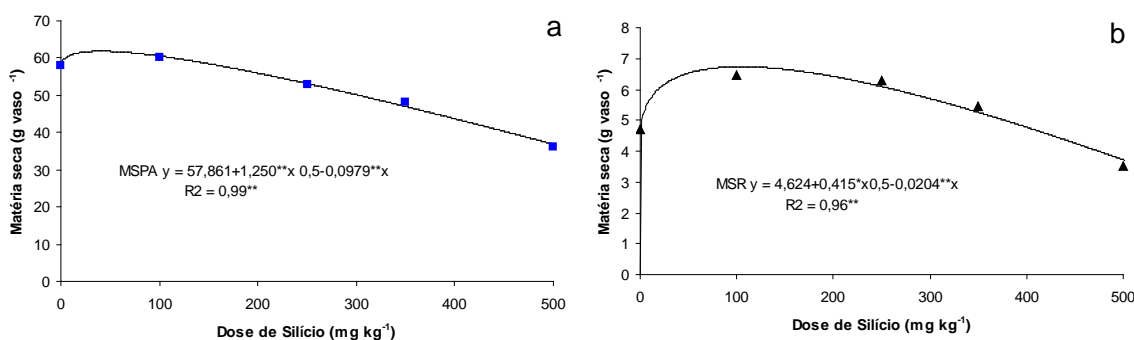 a
70
60
50
40
30
20
10
0
Matéria seca (g vaso -1)
MSPA y = 57,861+1,250**x 0,5-0,0979**x
R2 = 0,99**
0 100 200 300 400 500
Dose de Silício (mg kg-1)
b
8
7
6
5
4
3
2
1
0
Matéria seca (g vaso -1)
MSR y = 4,624+0,415*x0,5-0,0204**x
R2 = 0,96**
0 100 200 300 400 500
Dose de Silício (mg kg-1)